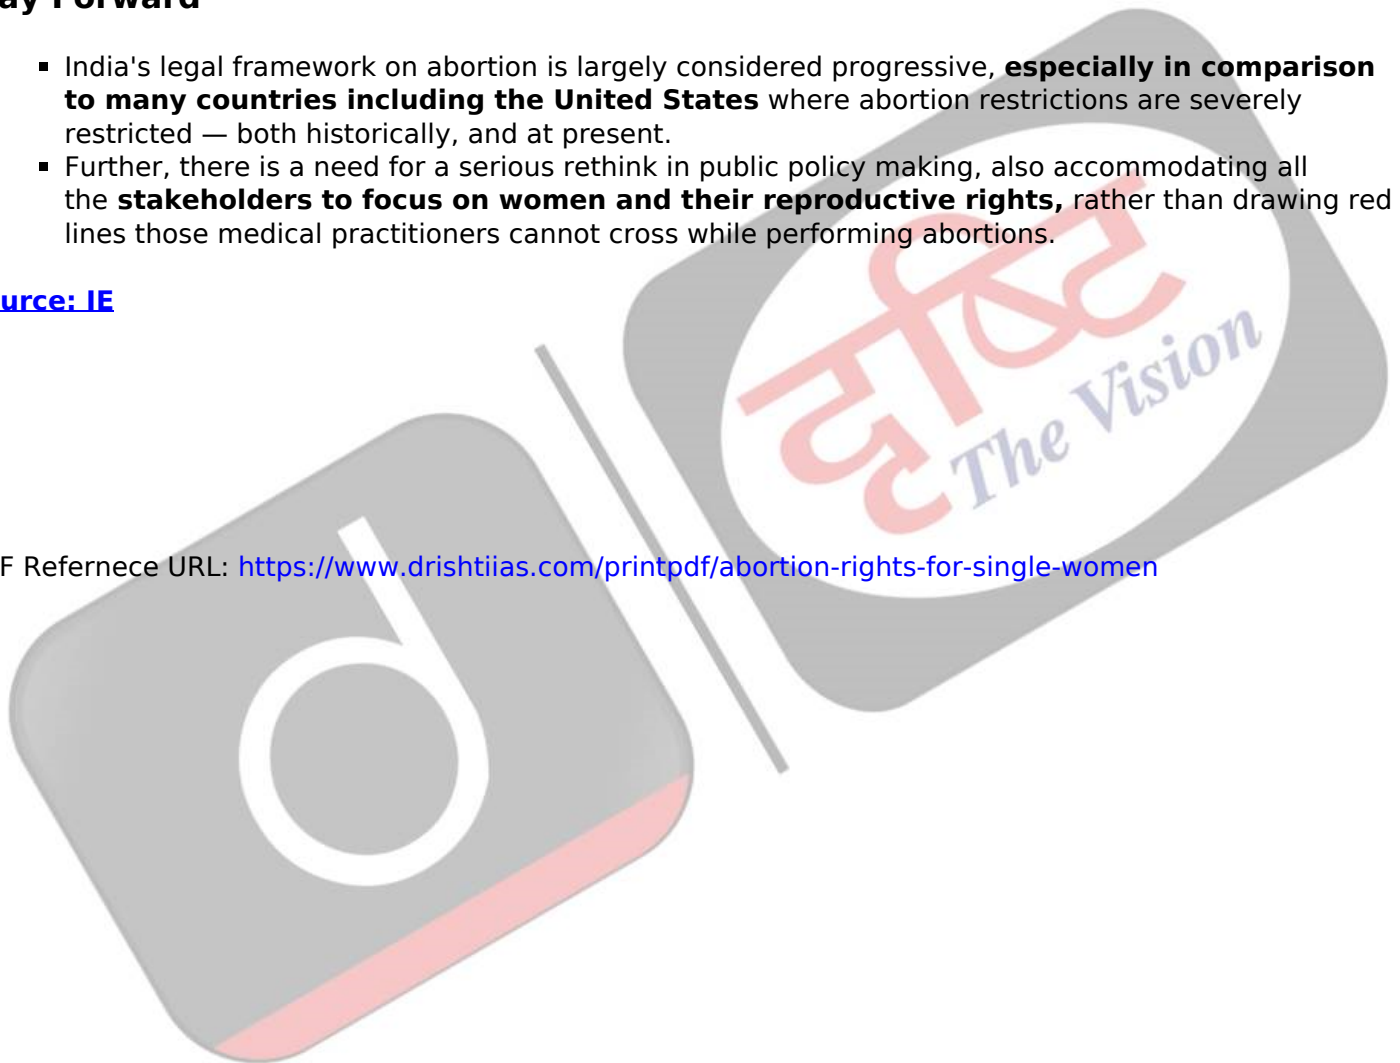 ay Forward
▪ India's legal framework on abortion is largely considered progressive, especially in comparison
to many countries including the United States where abortion restrictions are severely
restricted — both historically, and at present.
▪ Further, there is a need for a serious rethink in public policy making, also accommodating all
the stakeholders to focus on women and their reproductive rights, rather than drawing red
lines those medical practitioners cannot cross while performing abortions.
urce: IE
दृष्टि
The Vision
d
F Refernece URL: https://www.drishtiias.com/printpdf/abortion-rights-for-single-women